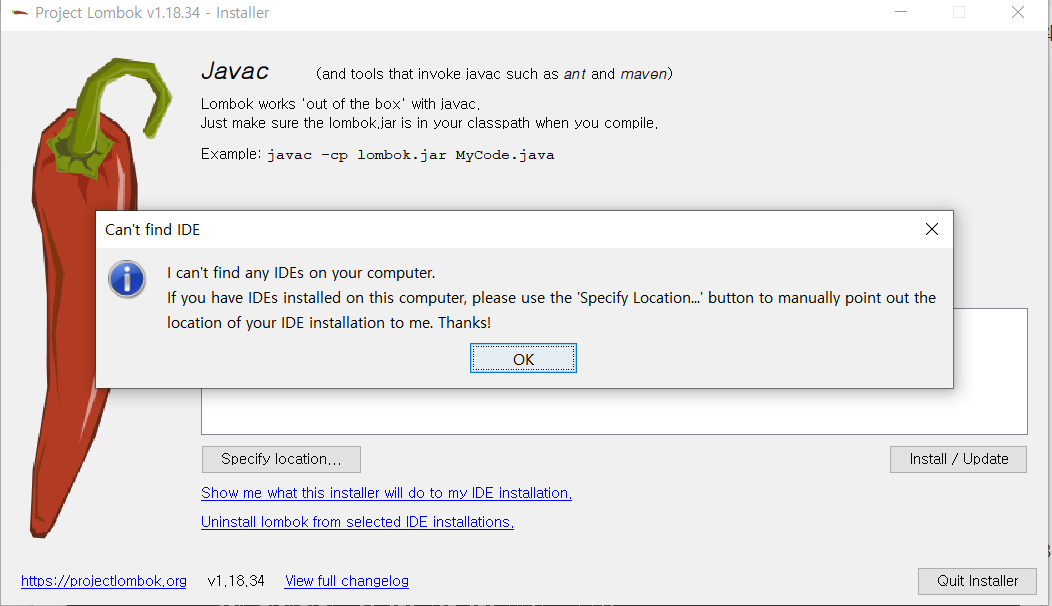 Project Lombok v1.18.34 - Installer
Javac (and tools that invoke javac such as ant and maven)
Lombok works 'out of the box' with javac.
Just make sure the lombok.jar is in your classpath when you compile.
Example: javac -cp lombok.jar MyCode.java
Can't find IDE
I can't find any IDEs on your computer.
If you have IDEs installed on this computer, please use the 'Specify Location...' button to manually point out the
location of your IDE installation to me. Thanks!
OK
Specify location... Install / Update
Show me what this installer will do to my IDE installation.
Uninstall lombok from selected IDE installations.
https://projectlombok.org v1.18.34 View full changelog Quit Installer